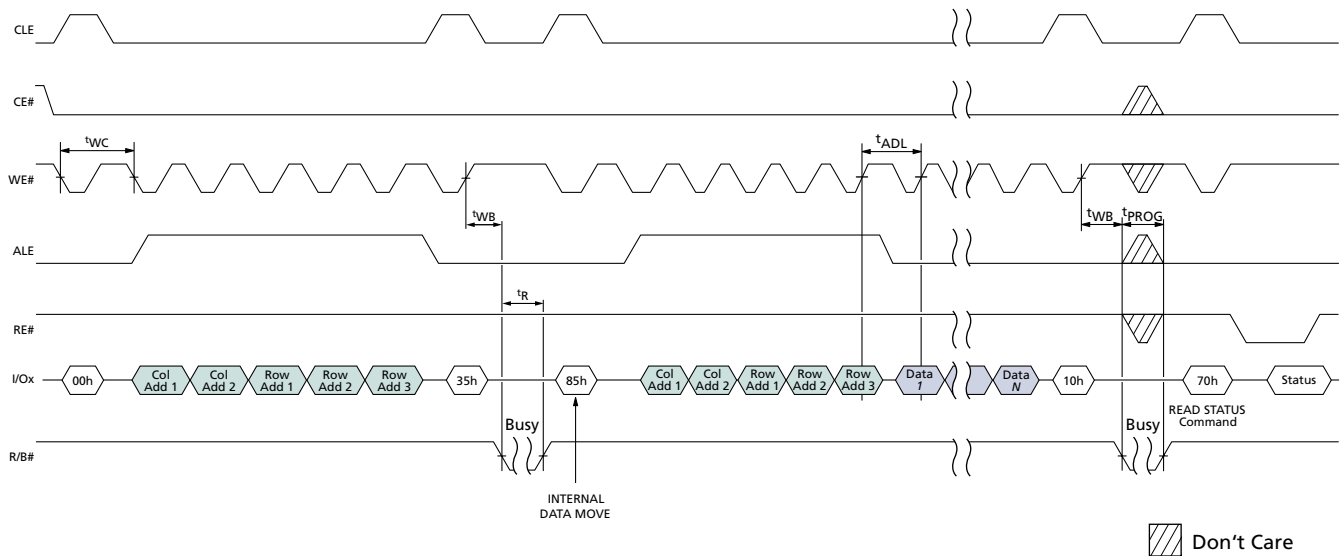 CLE
CE#
tWC
tADL
WE#
tWB
tWB
tPROG
ALE
tR
RE#
I/Ox
00h
Col
Add 1
Col
Add 2
Row
Add 1
Row
Add 2
Row
Add 3
35h
85h
Col
Add 1
Col
Add 2
Row
Add 1
Row
Add 2
Row
Add 3
Data
1
Data
N
10h
70h
Status
READ STATUS
Command
Busy
Busy
R/B#
INTERNAL
DATA MOVE
Don't Care